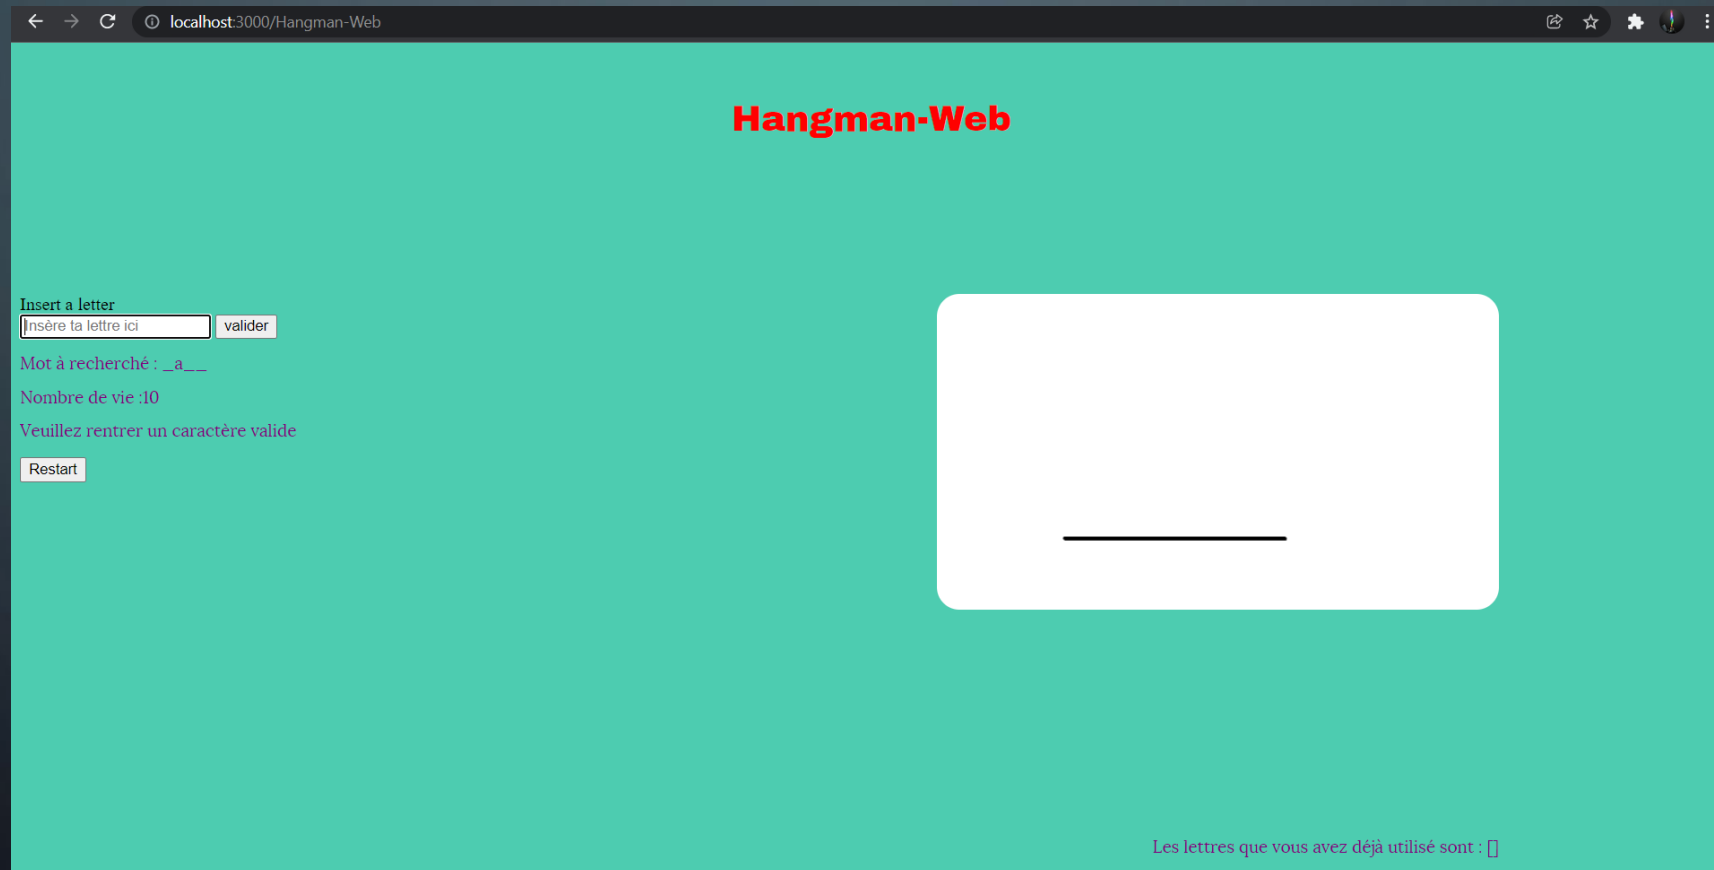 localhost:3000/Hangman-Web
Hangman-Web
Insert a letter
Insère ta lettre ici valider
Mot à recherché : _a__
Nombre de vie :10
Veuillez rentrer un caractère valide
Restart
Les lettres que vous avez déjà utilisé sont : []